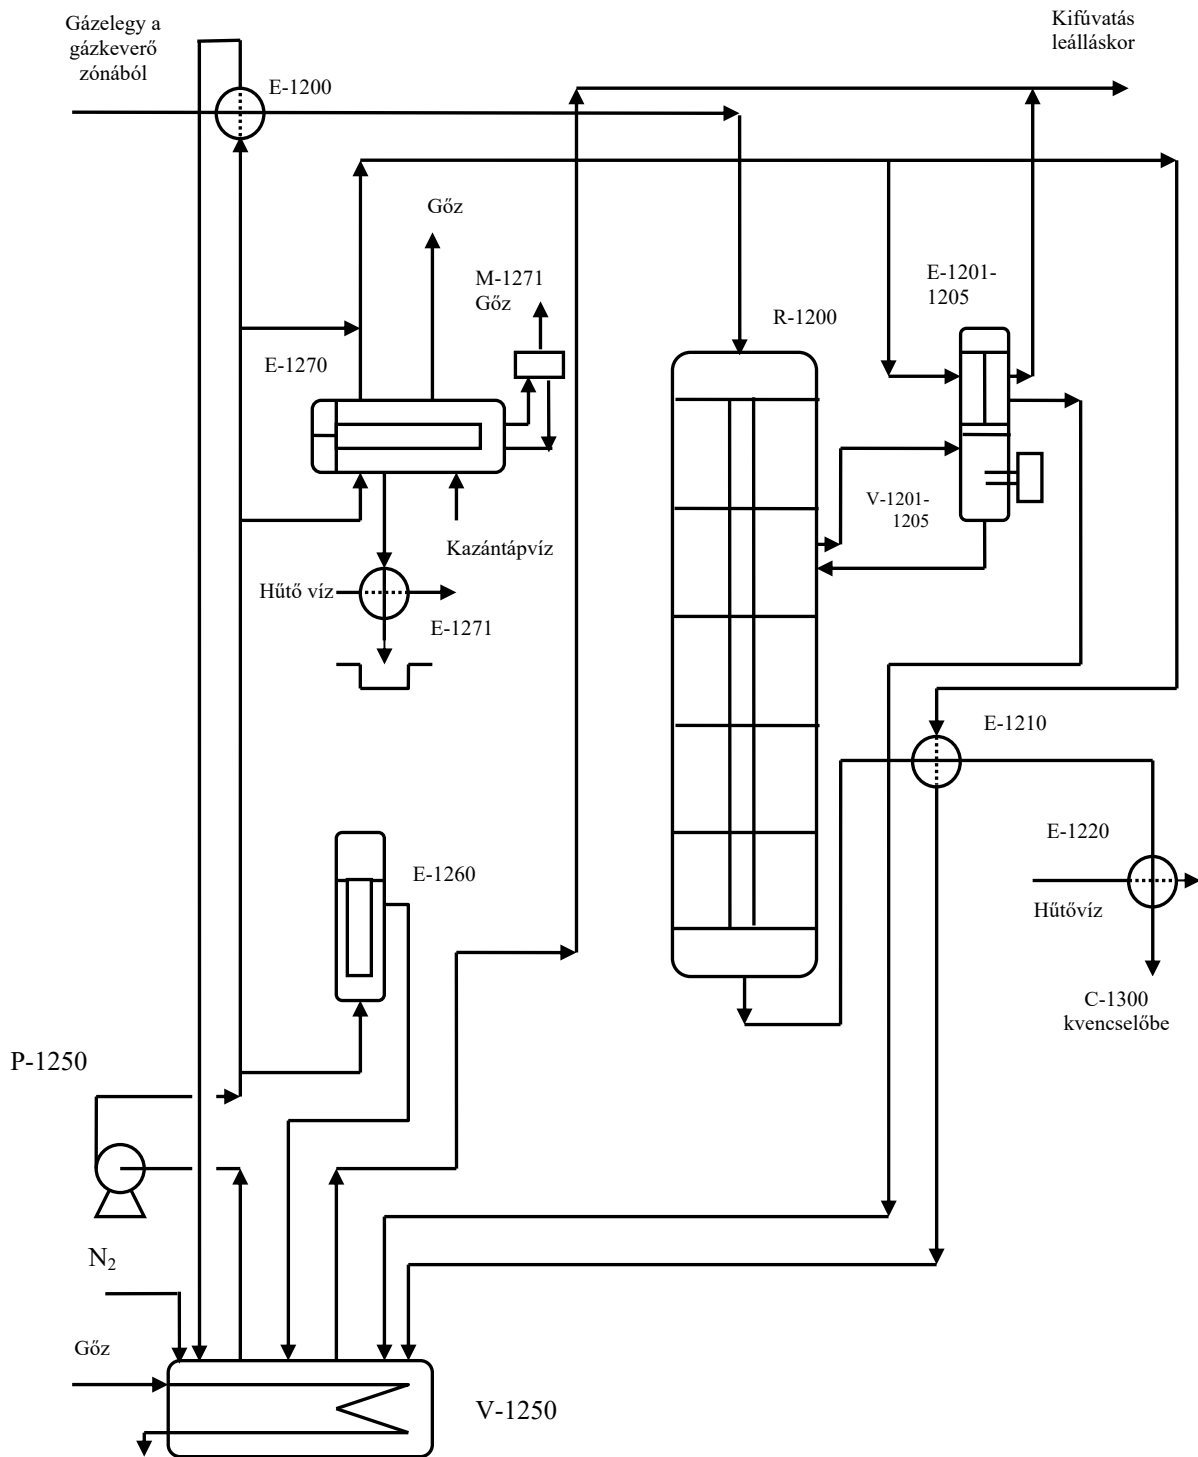 Gázelegy a
gázkeverő
zónából
Kifúvatás
leálláskor
E-1200
Gőz
M-1271
Gőz
E-1201-
1205
R-1200
E-1270
V-1201-
1205
Kazántápvíz
Hűtő víz
E-1271
E-1210
E-1220
E-1260
Hűtővíz
C-1300
kvencselőbe
P-1250
N2
Gőz
V-1250